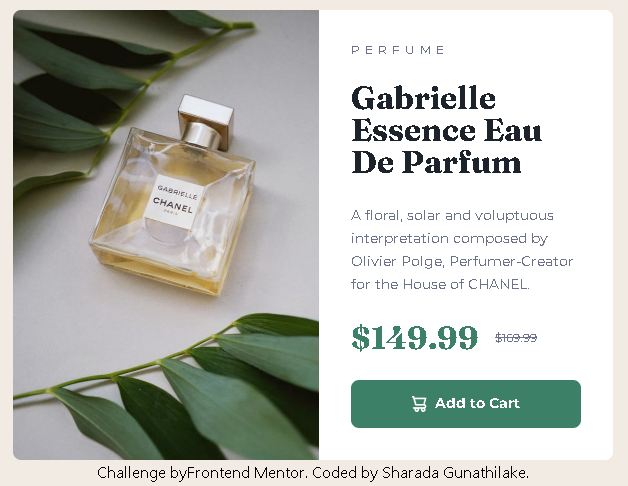 GABRIELLE
CHANEL
PARIS
PERFUME
Gabrielle
Essence Eau
De Parfum
A floral, solar and voluptuous
interpretation composed by
Olivier Polge, Perfumer-Creator
for the House of CHANEL.
$149.99 $169.99
Add to Cart
Challenge byFrontend Mentor. Coded by Sharada Gunathilake.